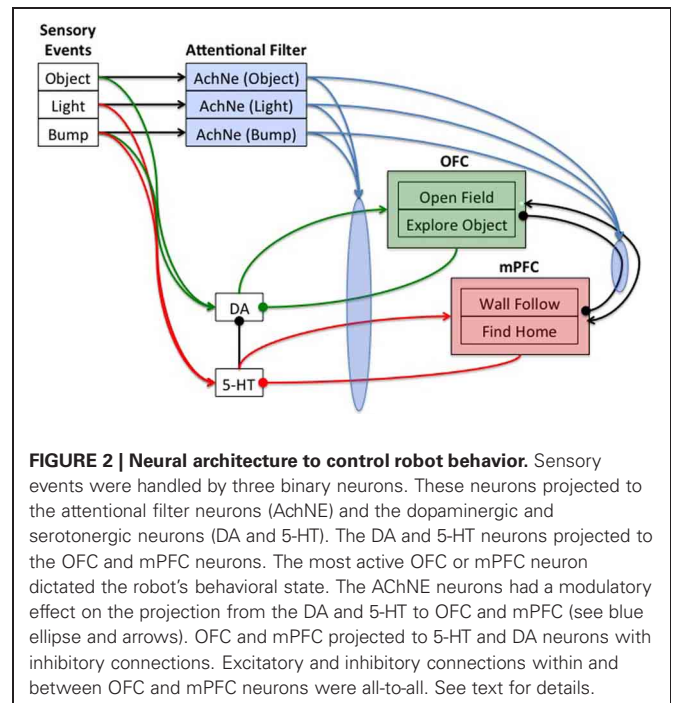 Sensory
Events
Attentional Filter
Object
AchNe (Object)
Light
AchNe (Light)
Bump
AchNe (Bump)
OFC
Open Field
Explore Object
mPFC
DA
Wall Follow
Find Home
5-HT
FIGURE 2 | Neural architecture to control robot behavior. Sensory
events were handled by three binary neurons. These neurons projected to
the attentional filter neurons (AchNE) and the dopaminergic and
serotonergic neurons (DA and 5-HT). The DA and 5-HT neurons projected to
the OFC and mPFC neurons. The most active OFC or mPFC neuron
dictated the robot’s behavioral state. The AChNE neurons had a modulatory
effect on the projection from the DA and 5-HT to OFC and mPFC (see blue
ellipse and arrows). OFC and mPFC projected to 5-HT and DA neurons with
inhibitory connections. Excitatory and inhibitory connections within and
between OFC and mPFC neurons were all-to-all. See text for details.